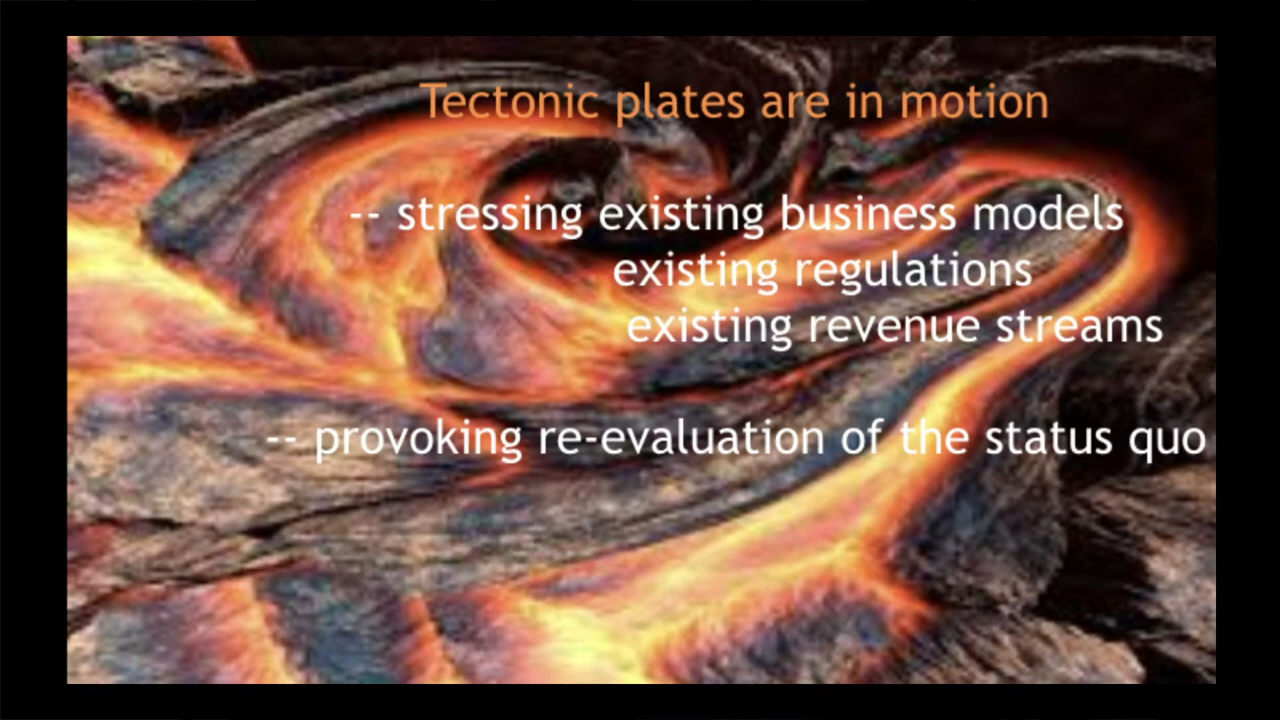 Tectonic plates are in motion
-- stressing existing business models
existing regulations
existing revenue streams
-- provoking re-evaluation of the status quo